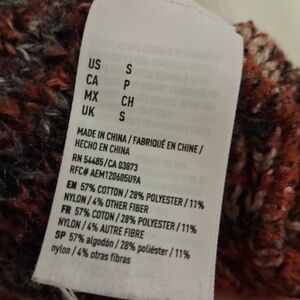 US S
CA P
MX CH
UK S
MADE IN CHINA / FABRIQUÉ EN CHINE /
HECHO EN CHINA
RN 54485/CA 03873
RFC# AEM120605U9A
EN 57% COTTON / 28% POLYESTER / 11%
NYLON / 4% OTHER FIBER
FR 57% COTON / 28% POLYESTER / 11%
NYLON / 4% AUTRE FIBRE
SP 57% algodón / 28% poliéster / 11%
nylon / 4% otras fibras